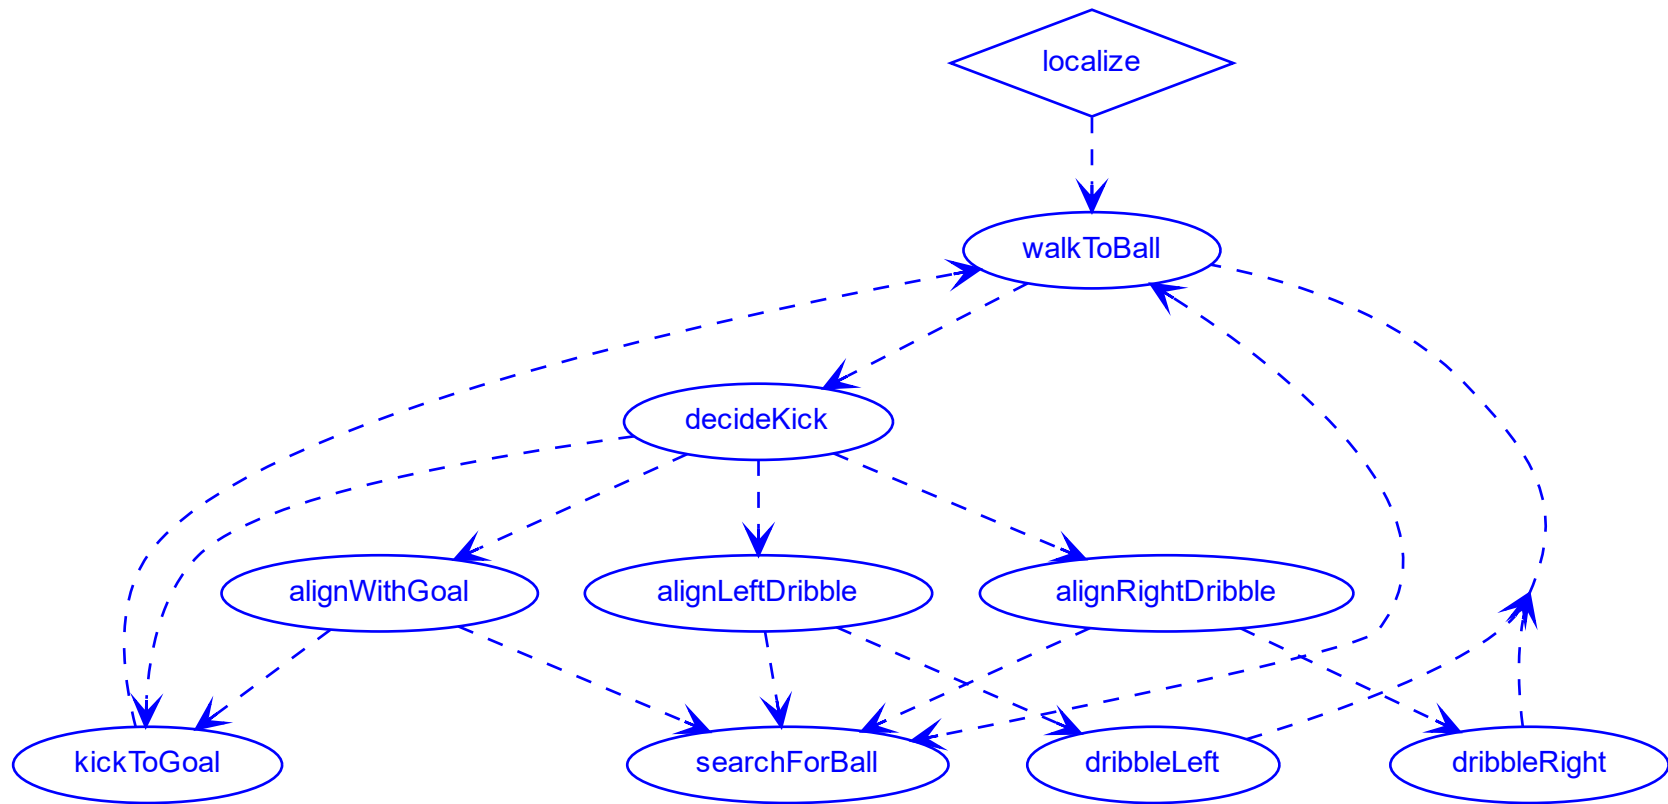 localize
walkToBall
decideKick
alignWithGoal
alignLeftDribble
alignRightDribble
kickToGoal
searchForBall
dribbleLeft
dribbleRight